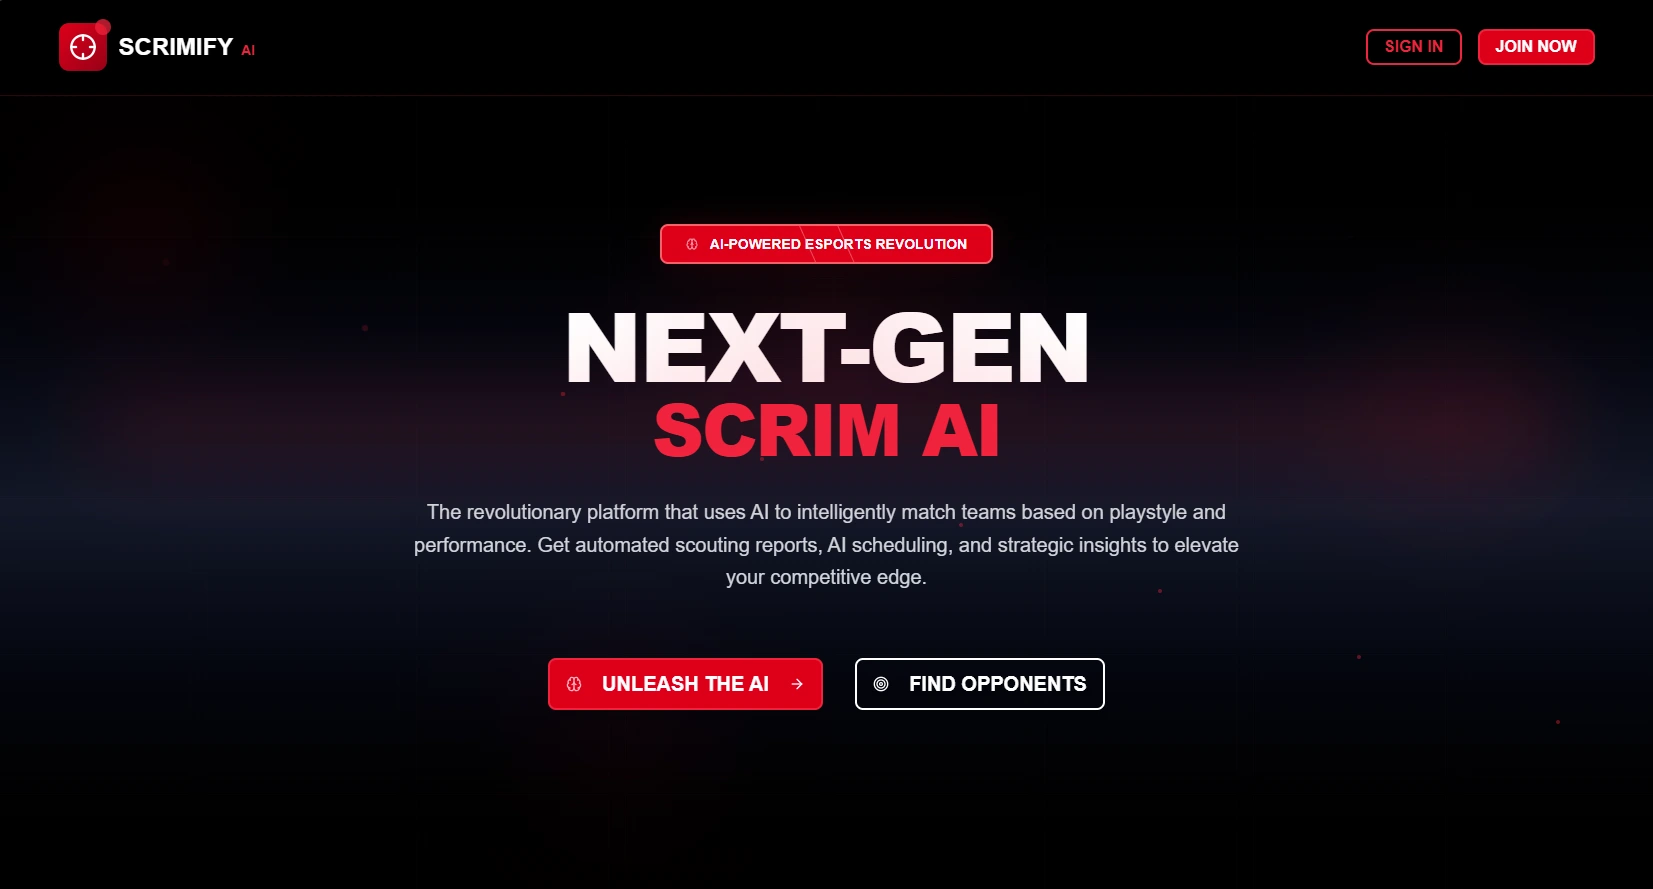 SCRIMIFY AI
SIGN IN
JOIN NOW
AI-POWERED ESPORTS REVOLUTION
NEXT-GEN
SCRIM AI
The revolutionary platform that uses AI to intelligently match teams based on playstyle and
performance. Get automated scouting reports, AI scheduling, and strategic insights to elevate
your competitive edge.
UNLEASH THE AI
FIND OPPONENTS